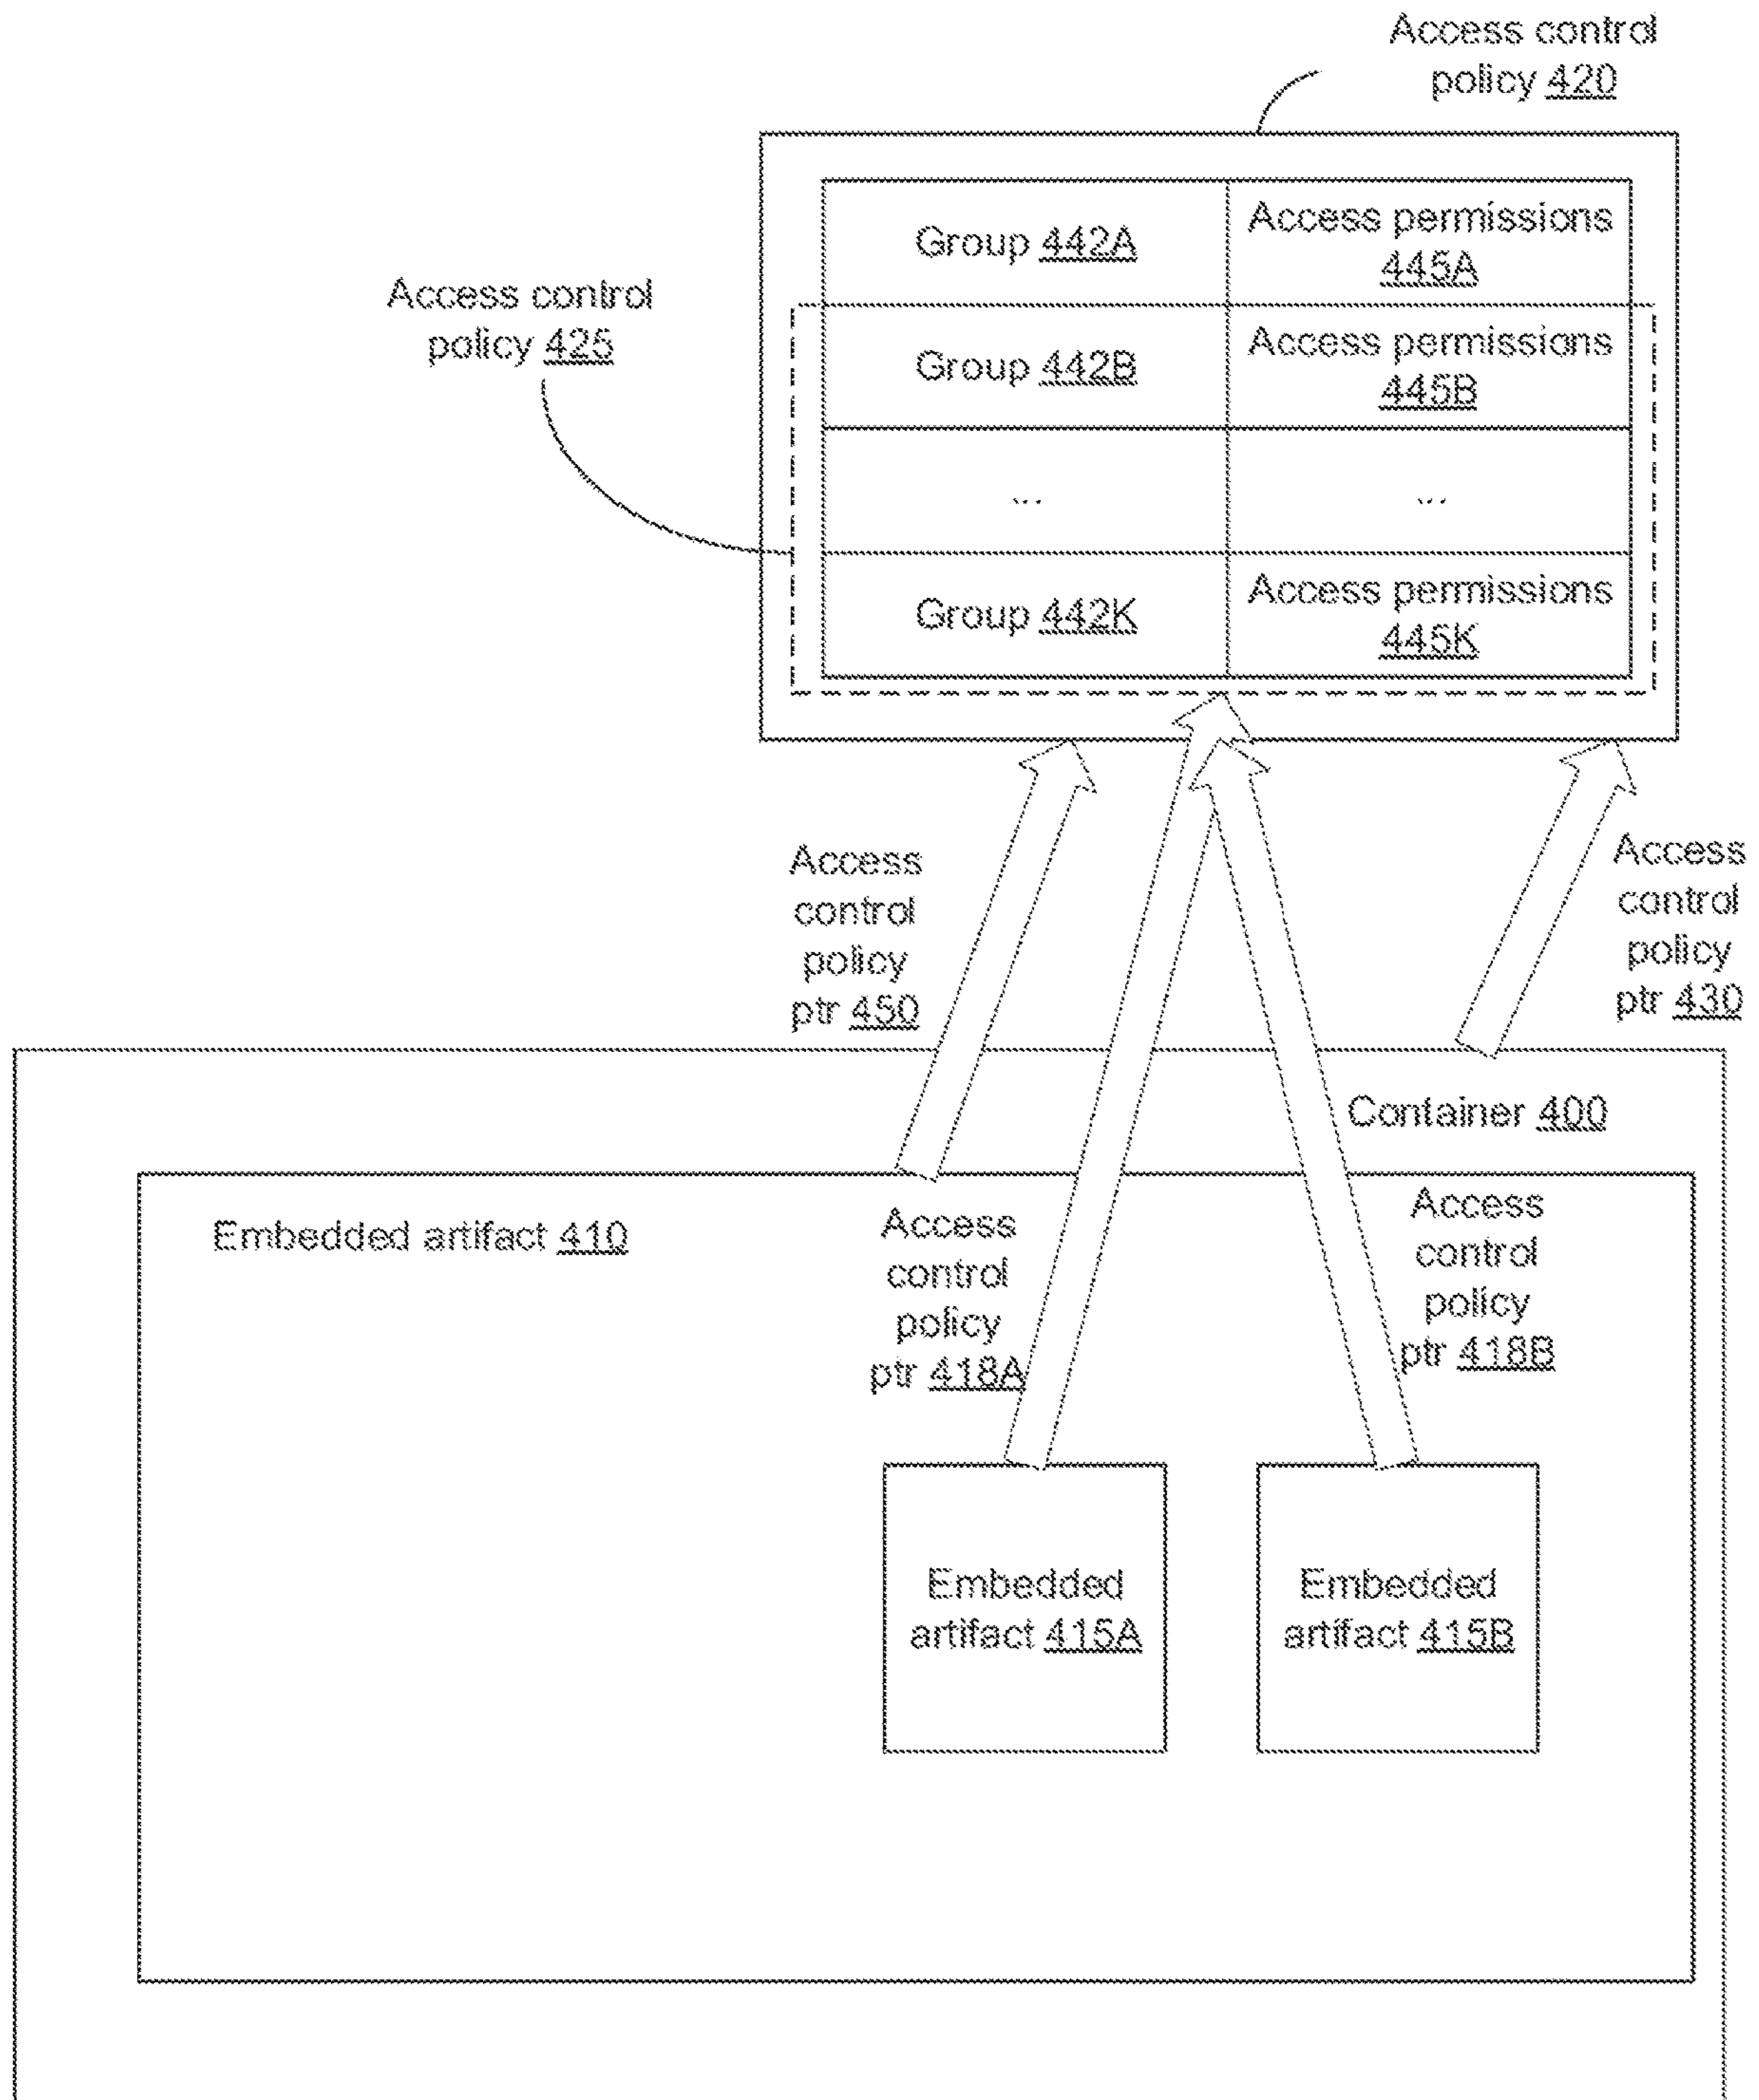 Access control
policy 420
Group 442A
Access permissions
445A
Access control
policy 425
Group 442B
Access permissions
445B
...
...
Group 442K
Access permissions
445K
Access
control
policy
ptr 450
Access
control
policy
ptr 430
Container 400
Embedded artifact 410
Access
control
policy
ptr 418A
Access
control
policy
ptr 418B
Embedded
artifact 415A
Embedded
artifact 415B